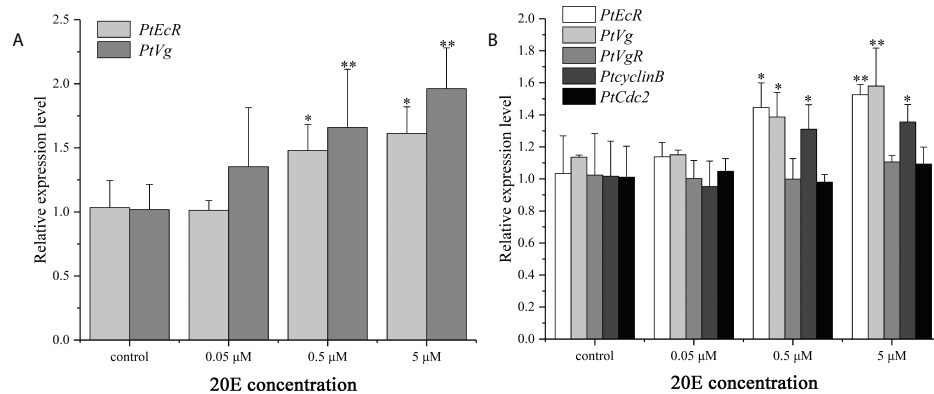 A
PtEcR
PtVg
Relative expression level
2.5
2.0
1.5
1.0
0.5
0.0
* ** * **
control 0.05 μM 0.5 μM 5 μM
20E concentration
B
PtEcR
PtVg
PtVgR
PtcyclinB
PtCdc2
Relative expression level
2.0
1.8
1.6
1.4
1.2
1.0
0.8
0.6
0.4
0.2
0.0
* * * ** ** *
control 0.05 μM 0.5 μM 5 μM
20E concentration